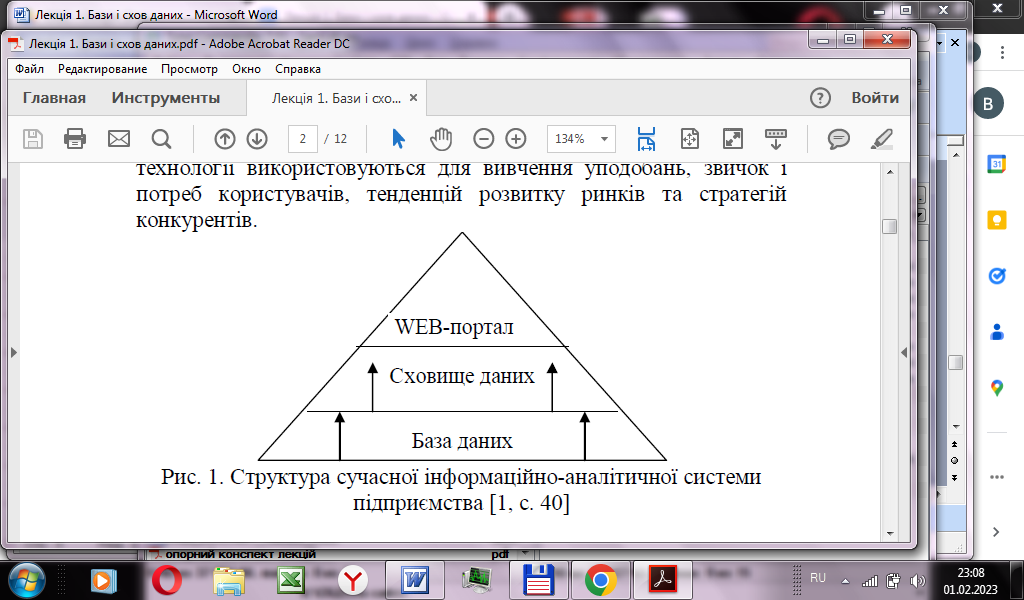 Лекція 1. Бази і схов даних - Microsoft Word
Лекція 1. Бази і схов даних.pdf - Adobe Acrobat Reader DC
Файл Редактирование Просмотр Окно Справка
Главная Инструменты Лекція 1. Бази і схо... × ? Войти
2 / 12 134%
технології використовуються для вивчення уподобань, звичок і
потреб користувачів, тенденцій розвитку ринків та стратегій
конкурентів.
WEB-портал
Сховище даних
База даних
Рис. 1. Структура сучасної інформаційно-аналітичної системи
підприємства [1, с. 40]
В
31
опорний конспект лекцій pdf
RU
23:08
01.02.2023